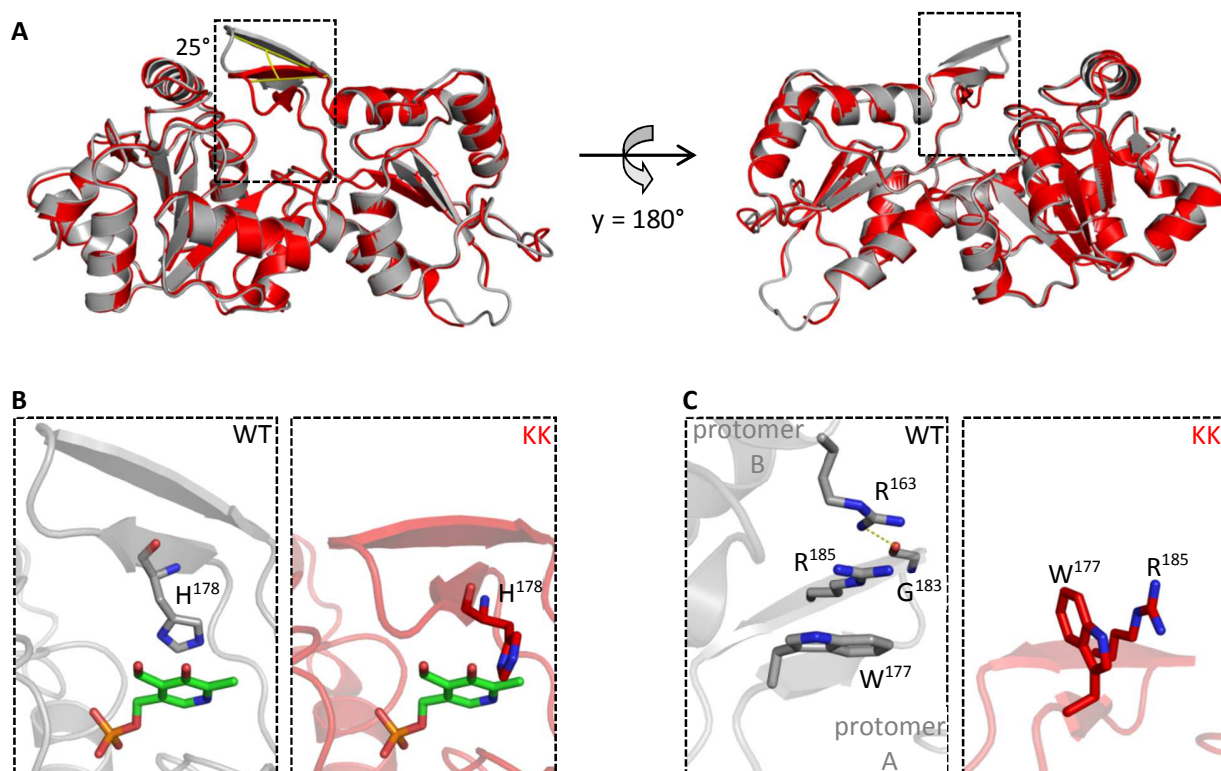 A
25°
y = 180°
B
WT
KK
H178
H178
C
protomer
B
WT
KK
R163
R185
G183
W177
W177
R185
protomer
A